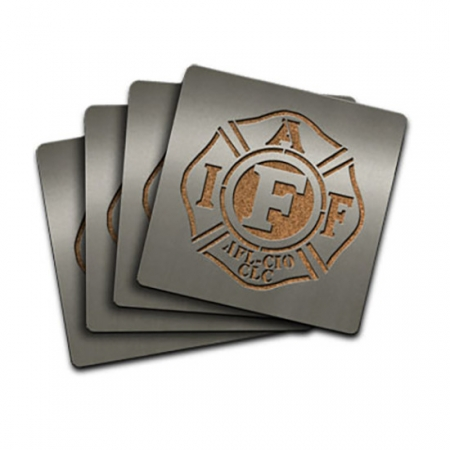 A
I F F
AFL-CIO
CLC